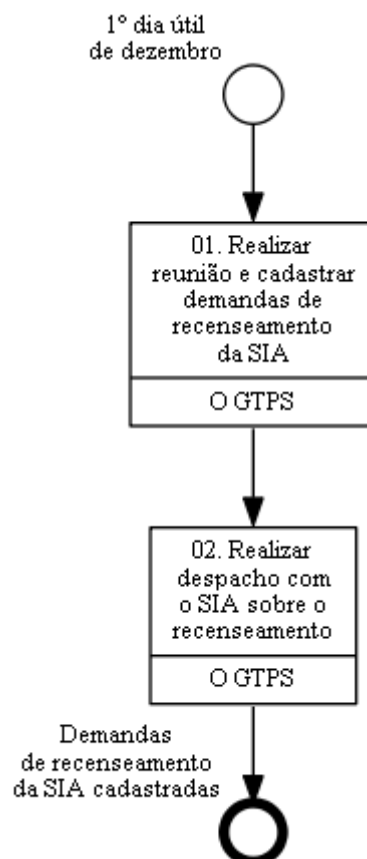 1º dia útil
de dezembro
01. Realizar
reunião e cadastrar
demandas de
recenseamento
da SIA
O GTPS
02. Realizar
despacho com
o SIA sobre o
recenseamento
O GTPS
Demandas
de recenseamento
da SIA cadastradas